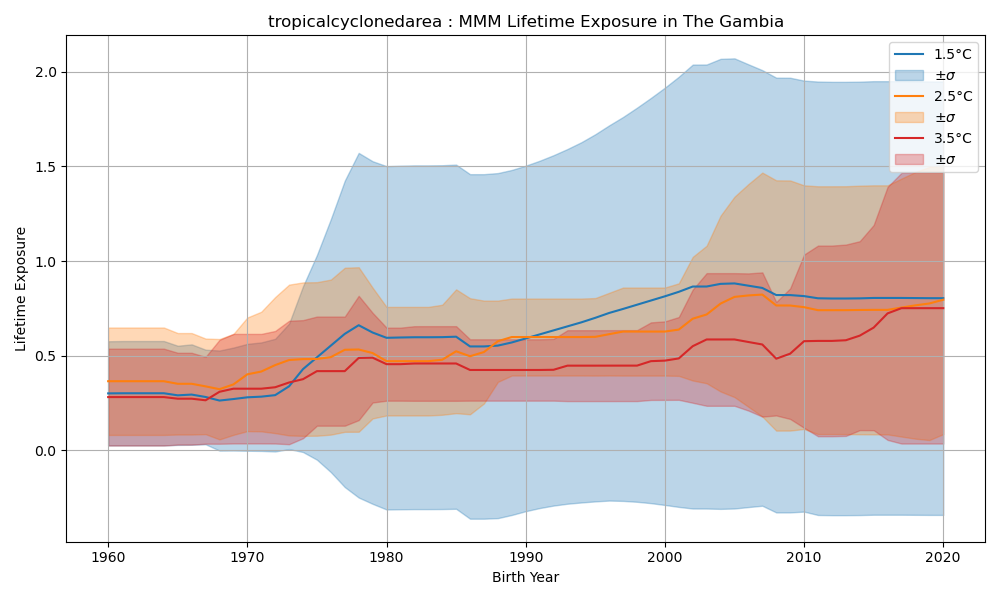 tropicalcyclonedarea : MMM Lifetime Exposure in The Gambia
Lifetime Exposure
2.0
1.5
1.0
0.5
0.0
1.5°C
±σ
2.5°C
±σ
3.5°C
±σ
1960 1970 1980 1990 2000 2010 2020
Birth Year